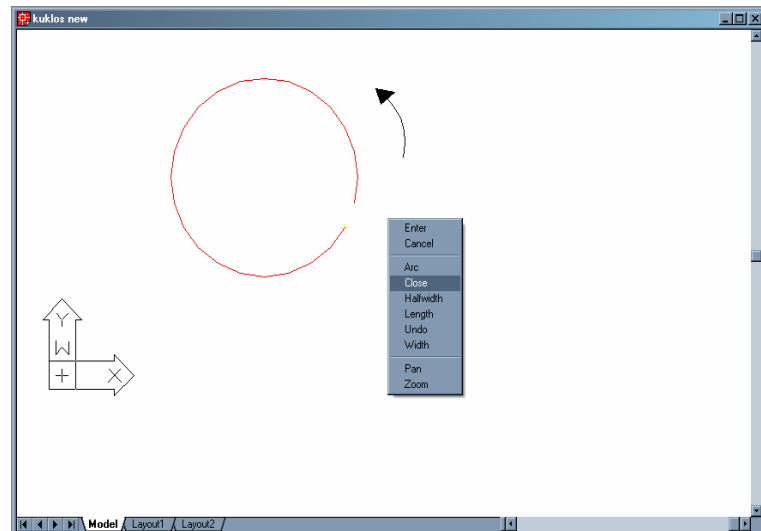 kuklos new
Enter
Cancel
Arc
Close
Halfwidth
Length
Undo
Width
Pan
Zoom
Y
W
X
Model Layout1 Layout2